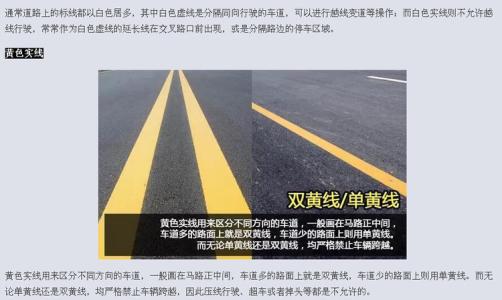 通常道路上的标线都以白色居多，其中白色虚线是分隔同向行驶的车道，可以进行越线变道等操作；而白色实线则不允许越
线行驶，常常作为白色虚线的延长线在交叉路口前出现，或是分隔路边的停车区域。
黄色实线
双黄线/单黄线
黄色实线用来区分不同方向的车道，一般画在马路正中间，
车道多的路面上就是双黄线，车道少的路面上则用单黄线。
而无论单黄线还是双黄线，均严格禁止车辆跨越。
黄色实线用来区分不同方向的车道，一般画在马路正中间，车道多的路面上就是双黄线，车道少的路面上则用单黄线。而无
论单黄线还是双黄线，均严格禁止车辆跨越，因此压线行驶、超车或者掉头等都是不允许的。